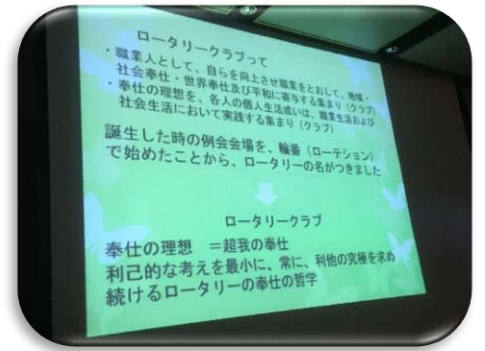 ロータリークラブって
・職業人として、自らを向上させ職業をとおして、地域・
社会奉仕・世界奉仕及び平和に寄与する集まり（クラブ）
・奉仕の理想を、各人の個人生活或いは、職業生活および
社会生活において実践する集まり（クラブ）
誕生した時の例会会場を、輪番（ローテション）
で始めたことから、ロータリーの名がつきました
ロータリークラブ
奉仕の理想　＝超我の奉仕
利己的な考えを最小に、常に、利他の究極を求め
続けるロータリーの奉仕の哲学